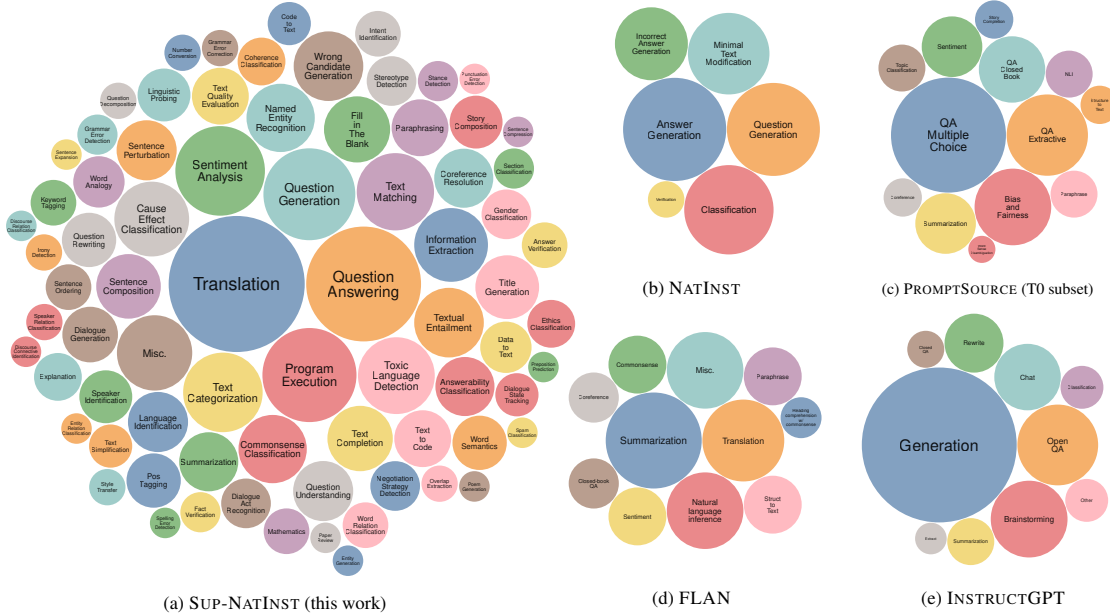 Code
to
Text
Intent
Identification
Number
Conversion
Grammar
Error
Correction
Coherence
Classification
Wrong
Candidate
Generation
Stereotype
Detection
Stance
Detection
Punctuation
Error
Detection
Question
Decomposition
Linguistic
Probing
Text
Quality
Evaluation
Named
Entity
Recognition
Fill
in
The
Blank
Paraphrasing
Story
Composition
Sentence
Compression
Grammar
Error
Detection
Sentence
Expansion
Sentence
Perturbation
Sentiment
Analysis
Question
Generation
Text
Matching
Coreference
Resolution
Section
Classification
Word
Analogy
Keyword
Tagging
Cause
Effect
Classification
Gender
Classification
Discourse
Relation
Classification
Question
Rewriting
Information
Extraction
Answer
Verification
Irony
Detection
Translation
Question
Answering
Title
Generation
Sentence
Ordering
Sentence
Composition
Speaker
Relation
Classification
Dialogue
Generation
Textual
Entailment
Ethics
Classification
Discourse
Connective
Identification
Misc.
Data
to
Text
Explanation
Program
Execution
Toxic
Language
Detection
Preposition
Prediction
Speaker
Identification
Text
Categorization
Answerability
Classification
Dialogue
State
Tracking
Entity
Relation
Classification
Language
Identification
Text
Simplification
Commonsense
Classification
Text
Completion
Text
to
Code
Word
Semantics
Spam
Classification
Summarization
Style
Transfer
Pos
Tagging
Question
Understanding
Negotiation
Strategy
Detection
Overlap
Extraction
Poem
Generation
Fact
Verification
Dialogue
Act
Recognition
Spelling
Error
Detection
Mathematics
Paper
Review
Word
Relation
Classification
Entity
Generation
(a) SUP-NATINST (this work)
Incorrect
Answer
Generation
Minimal
Text
Modification
Answer
Generation
Question
Generation
Verification
Classification
(b) NATINST
Story
Completion
Sentiment
Topic
Classification
QA
Closed
Book
NLI
Structure
to
Text
QA
Multiple
Choice
QA
Extractive
Coreference
Bias
and
Fairness
Paraphrase
Summarization
(c) PROMPTSOURCE (T0 subset)
Commonsense
Misc.
Paraphrase
Coreference
Reading
comprehension
w/
commonsense
Summarization
Translation
Closed-book
QA
Sentiment
Natural
language
inference
Struct
to
Text
(d) FLAN
Closed
QA
Rewrite
Chat
Classification
Generation
Open
QA
Other
Brainstorming
Extract
Summarization
(e) INSTRUCTGPT